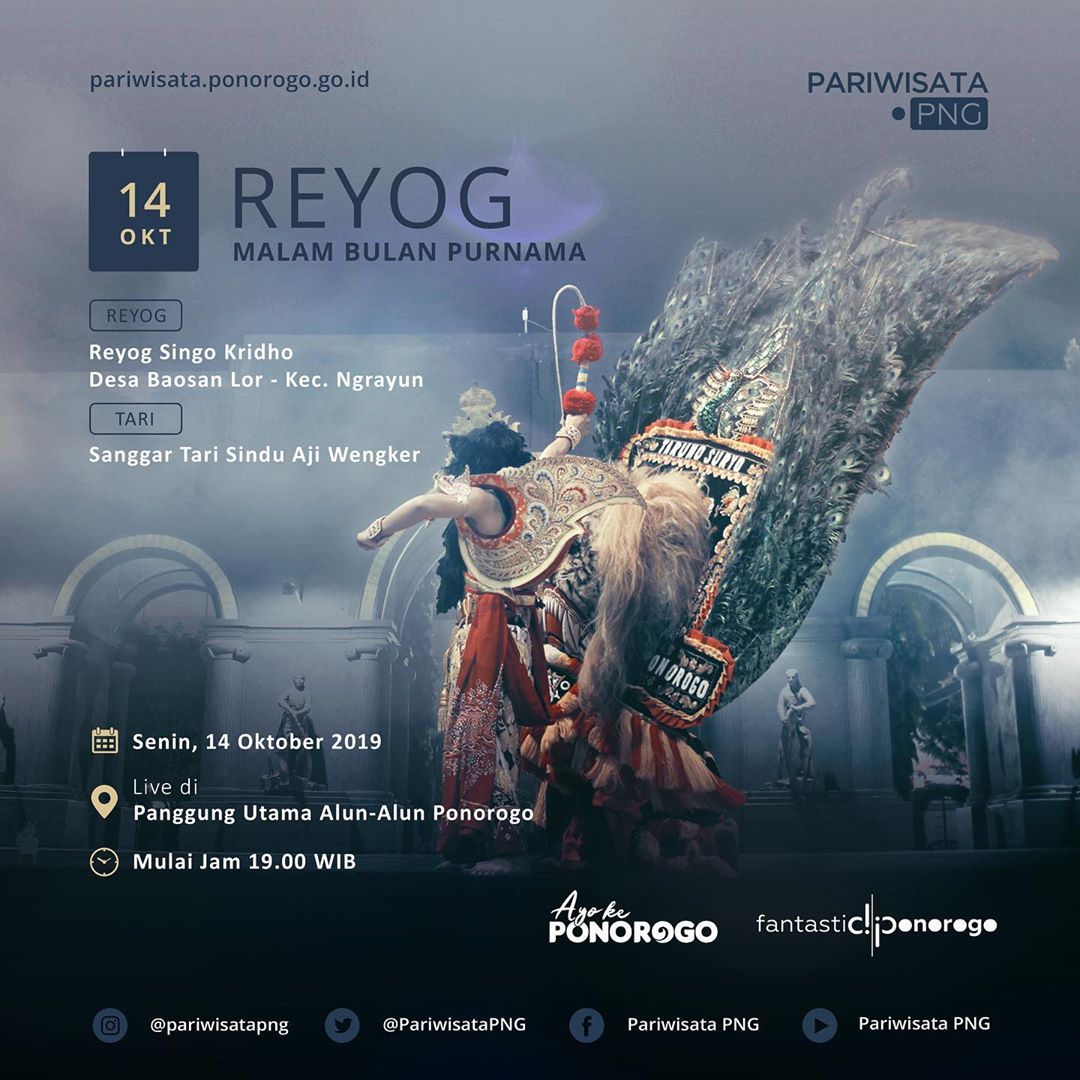 pariwisata.ponorogo.go.id
PARIWISATA
PNG
14
OKT
REYOG
MALAM BULAN PURNAMA
REYOG
Reyog Singo Kridho
Desa Baosan Lor - Kec. Ngrayun
TARI
Sanggar Tari Sindu Aji Wengker
TARUNO SURYO
ONOROGO
Senin, 14 Oktober 2019
Live di
Panggung Utama Alun-Alun Ponorogo
Mulai Jam 19.00 WIB
Ayo ke
PONOROGO
fantastic!¡ponorogo
@pariwisatapng
@PariwisataPNG
Pariwisata PNG
Pariwisata PNG